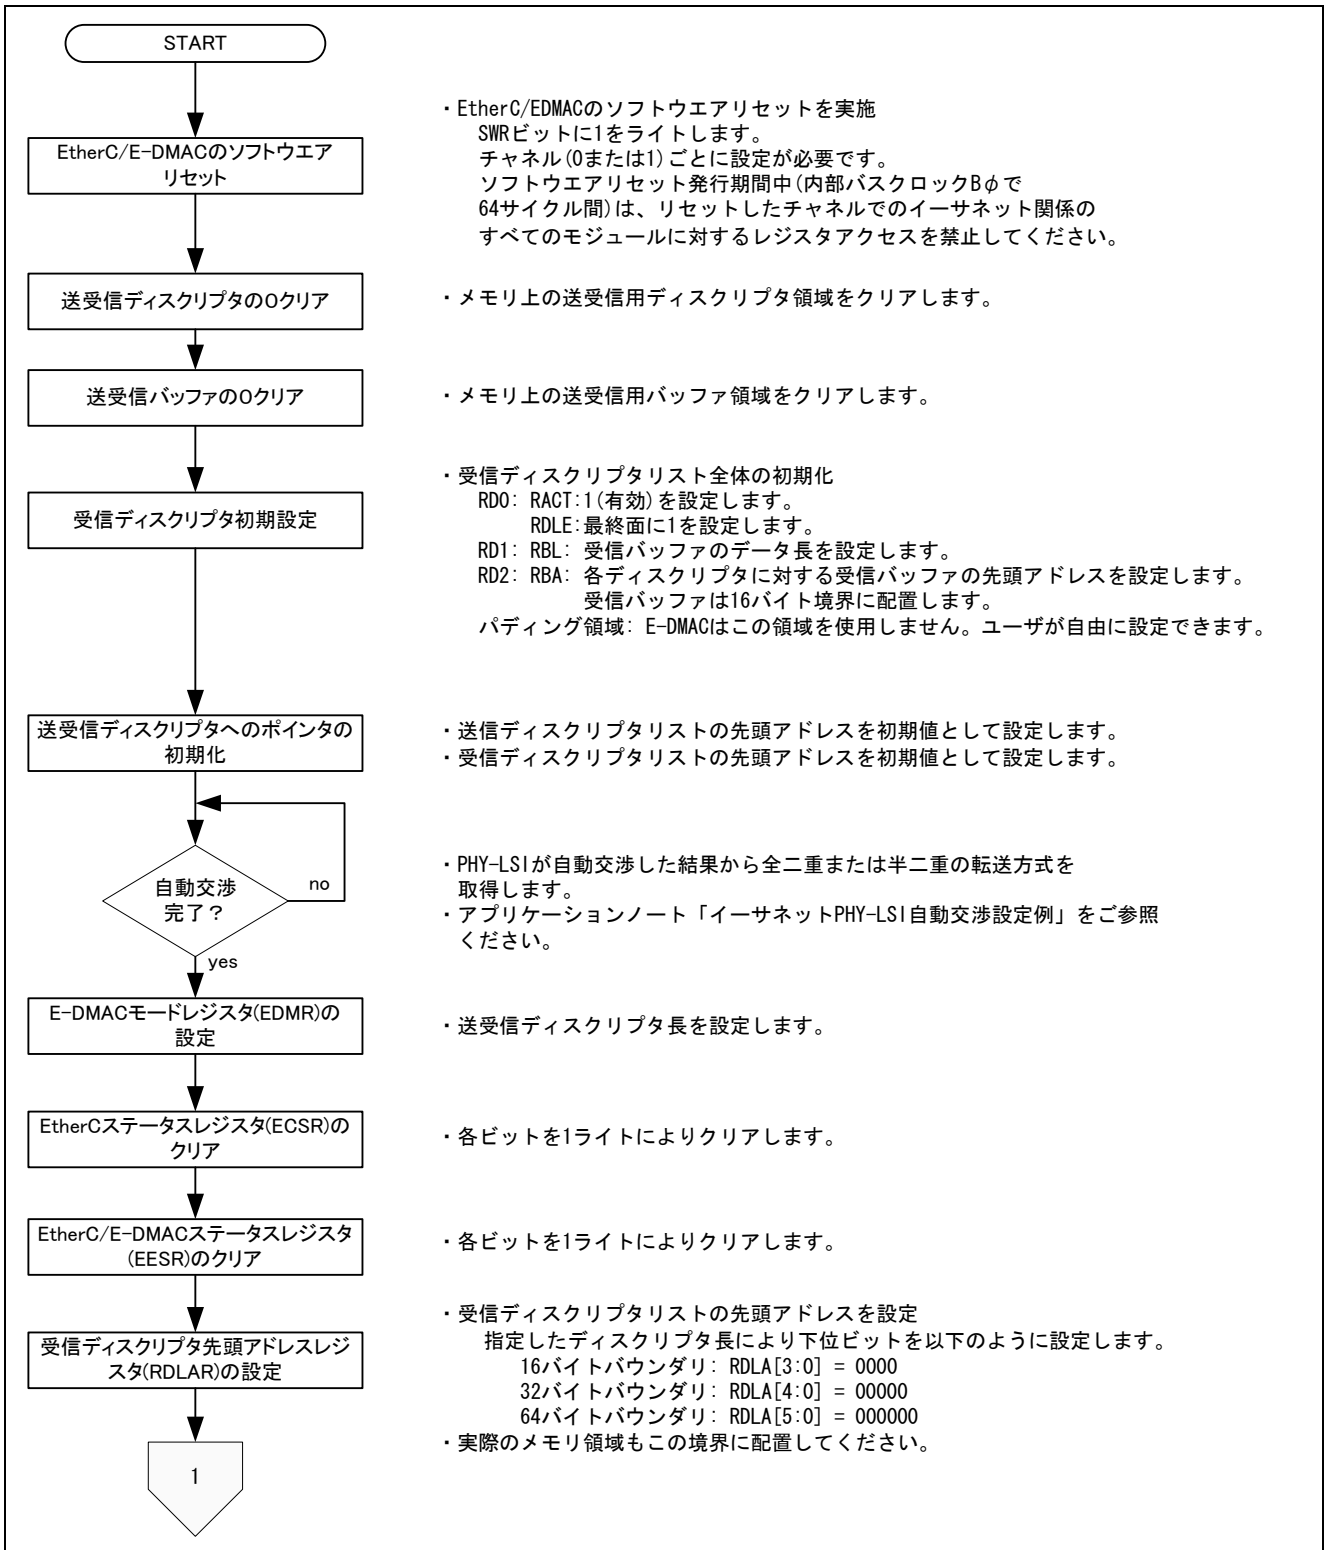 START
EtherC/E-DMACのソフトウエア
リセット
・EtherC/EDMACのソフトウエアリセットを実施
SWRビットに1をライトします。
チャネル(0または1)ごとに設定が必要です。
ソフトウエアリセット発行期間中(内部バスクロックBφで
64サイクル間)は、リセットしたチャネルでのイーサネット関係の
すべてのモジュールに対するレジスタアクセスを禁止してください。
送受信ディスクリプタの0クリア
・メモリ上の送受信用ディスクリプタ領域をクリアします。
送受信バッファの0クリア
・メモリ上の送受信用バッファ領域をクリアします。
受信ディスクリプタ初期設定
・受信ディスクリプタリスト全体の初期化
RD0: RACT:1(有効)を設定します。
RDLE:最終面に1を設定します。
RD1: RBL: 受信バッファのデータ長を設定します。
RD2: RBA: 各ディスクリプタに対する受信バッファの先頭アドレスを設定します。
受信バッファは16バイト境界に配置します。
パディング領域: E-DMACはこの領域を使用しません。ユーザが自由に設定できます。
送受信ディスクリプタへのポインタの
初期化
・送信ディスクリプタリストの先頭アドレスを初期値として設定します。
・受信ディスクリプタリストの先頭アドレスを初期値として設定します。
自動交渉
完了？
no
yes
・PHY-LSIが自動交渉した結果から全二重または半二重の転送方式を
取得します。
・アプリケーションノート「イーサネットPHY-LSI自動交渉設定例」をご参照
ください。
E-DMACモードレジスタ(EDMR)の
設定
・送受信ディスクリプタ長を設定します。
EtherCステータスレジスタ(ECSR)の
クリア
・各ビットを1ライトによりクリアします。
EtherC/E-DMACステータスレジスタ
(EESR)のクリア
・各ビットを1ライトによりクリアします。
受信ディスクリプタ先頭アドレスレジ
スタ(RDLAR)の設定
・受信ディスクリプタリストの先頭アドレスを設定
指定したディスクリプタ長により下位ビットを以下のように設定します。
16バイトバウンダリ: RDLA[3:0] = 0000
32バイトバウンダリ: RDLA[4:0] = 00000
64バイトバウンダリ: RDLA[5:0] = 000000
・実際のメモリ領域もこの境界に配置してください。
1